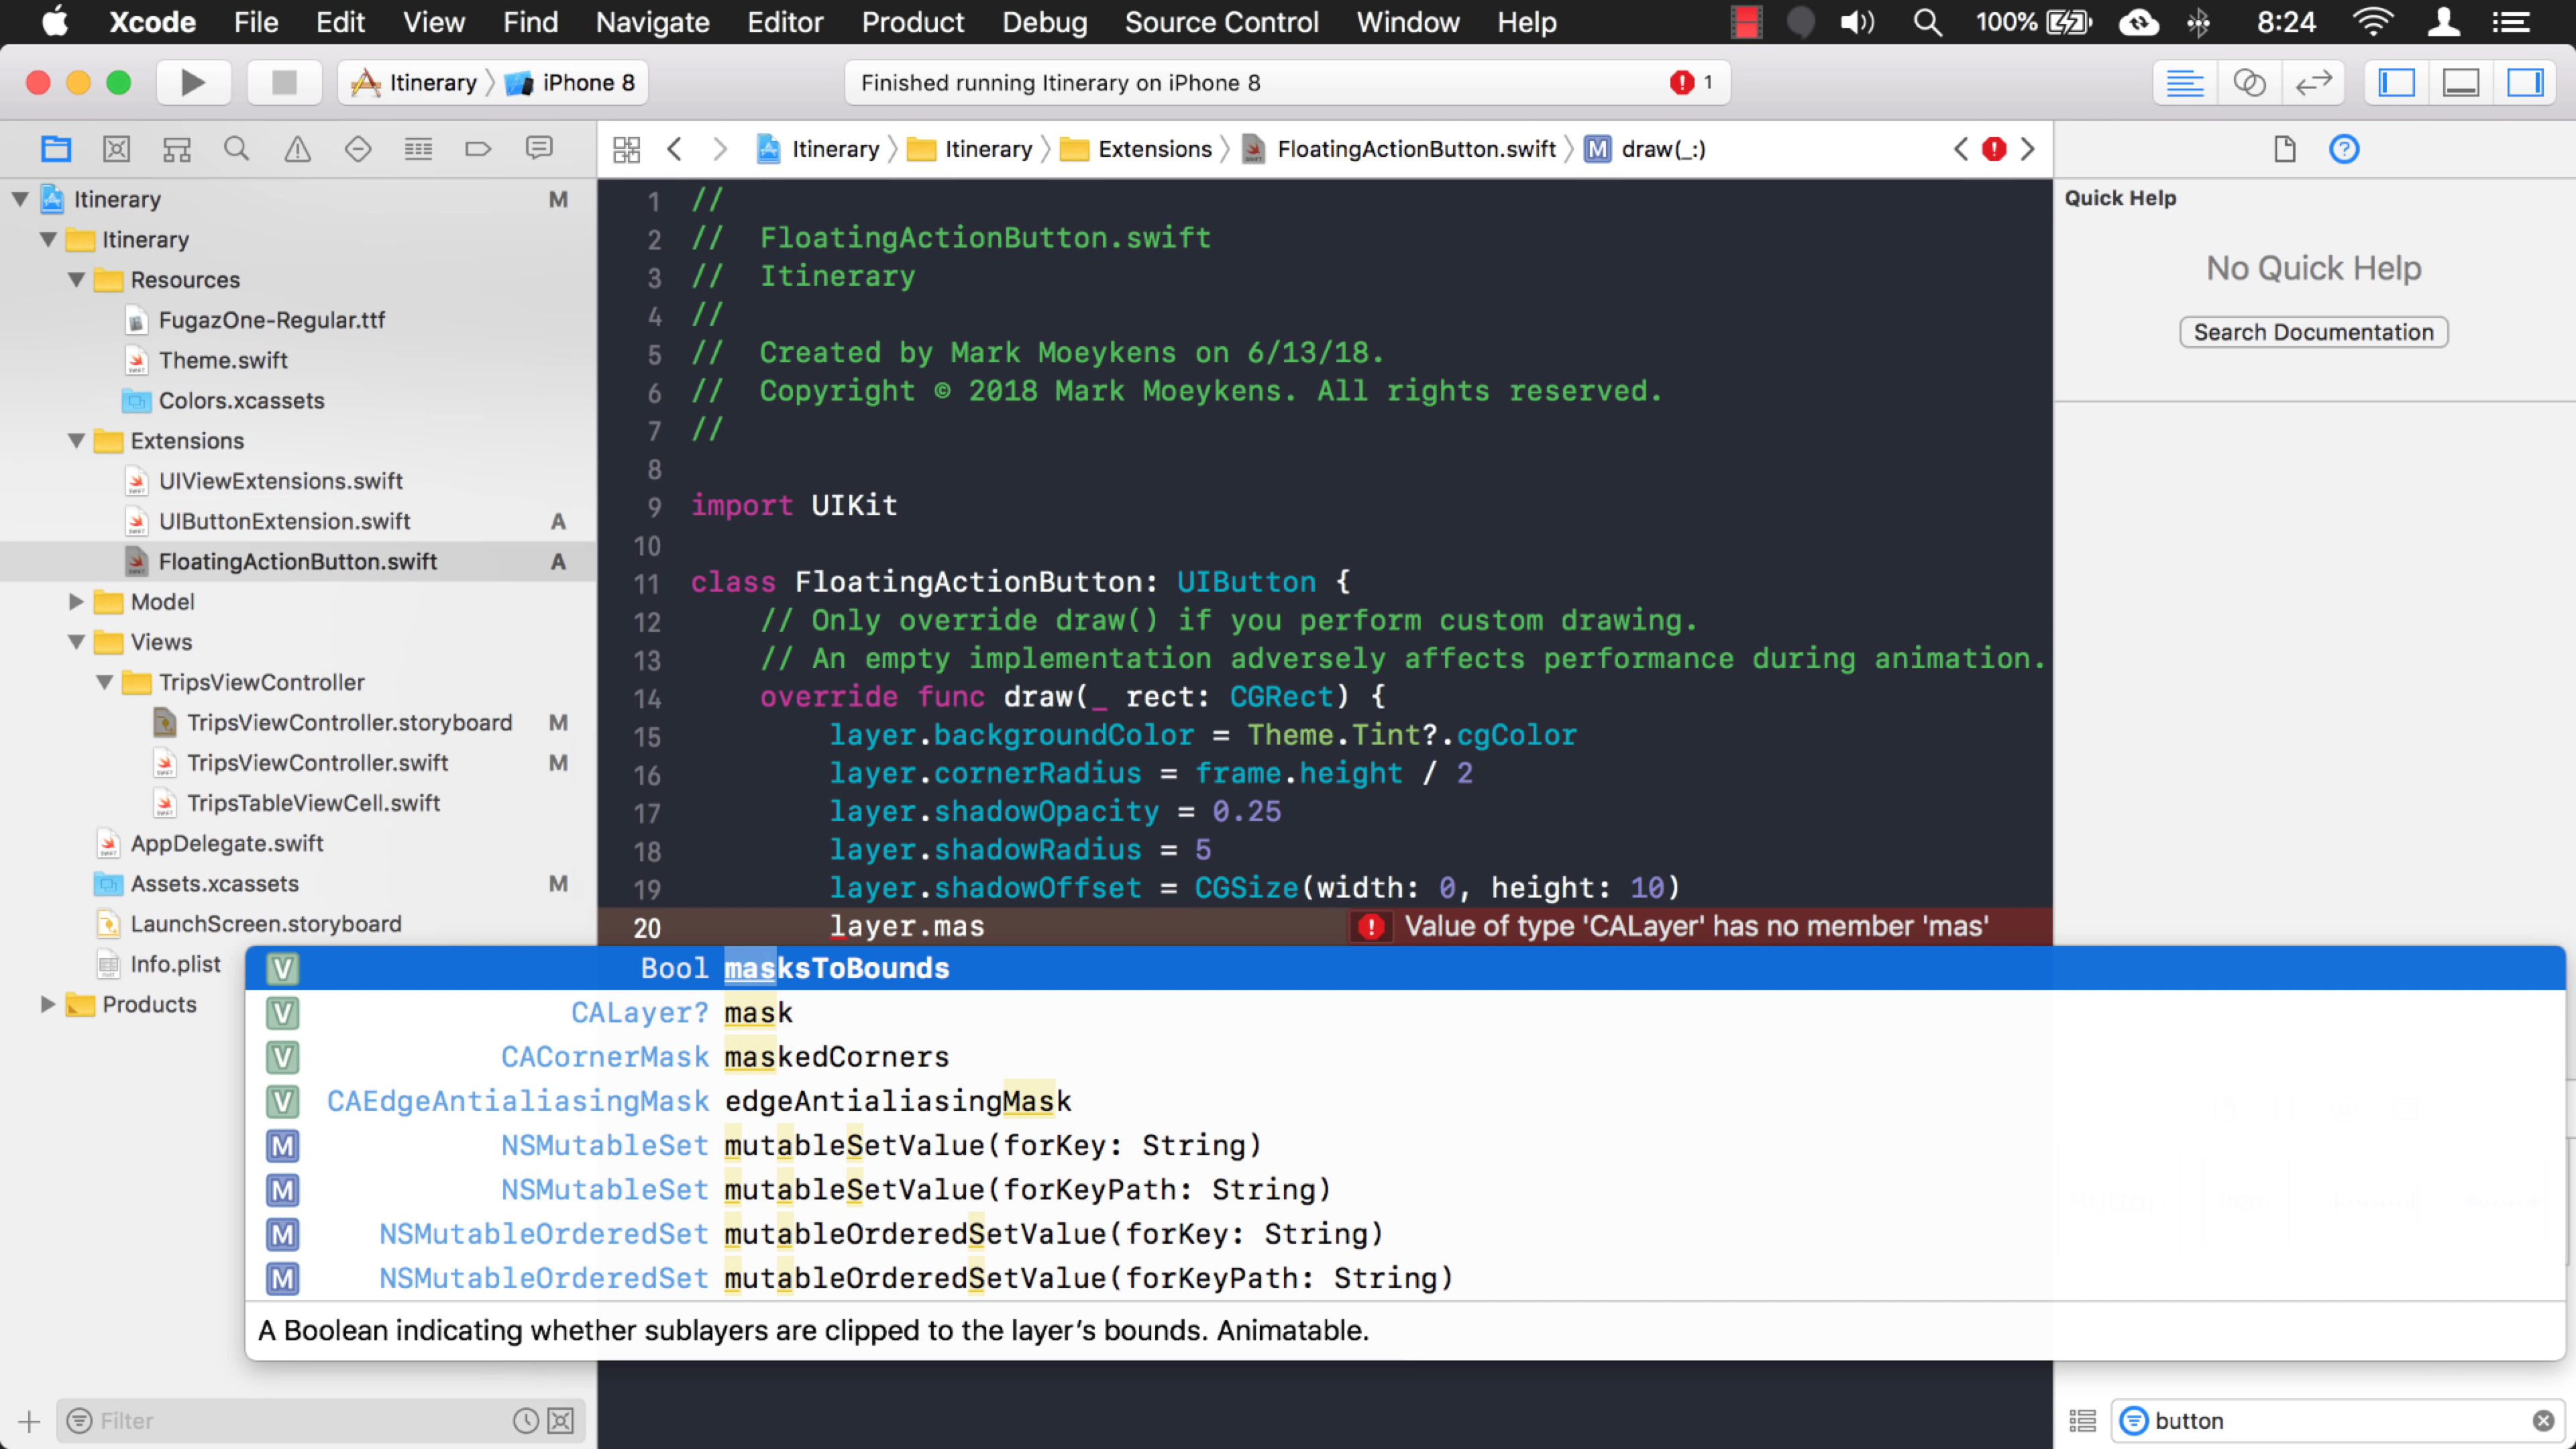 Xcode File Edit View Find Navigate Editor Product Debug Source Control Window Help 100% 8:24
Itinerary iPhone 8 Finished running Itinerary on iPhone 8 1
Itinerary Itinerary Extensions FloatingActionButton.swift M draw(_:)
Itinerary M
Itinerary
Resources
FugazOne-Regular.ttf
Theme.swift
Colors.xcassets
Extensions
UIViewExtensions.swift
UIButtonExtension.swift A
FloatingActionButton.swift A
Model
Views
TripsViewController
TripsViewController.storyboard M
TripsViewController.swift M
TripsTableViewCell.swift
AppDelegate.swift
Assets.xcassets M
LaunchScreen.storyboard
Info.plist
Products
Filter
1 //
2 //  FloatingActionButton.swift
3 //  Itinerary
4 //
5 //  Created by Mark Moeykens on 6/13/18.
6 //  Copyright © 2018 Mark Moeykens. All rights reserved.
7 //
8
9 import UIKit
10
11 class FloatingActionButton: UIButton {
12 // Only override draw() if you perform custom drawing.
13 // An empty implementation adversely affects performance during animation.
14 override func draw(_ rect: CGRect) {
15 layer.backgroundColor = Theme.Tint?.cgColor
16 layer.cornerRadius = frame.height / 2
17 layer.shadowOpacity = 0.25
18 layer.shadowRadius = 5
19 layer.shadowOffset = CGSize(width: 0, height: 10)
20 layer.mas Value of type 'CALayer' has no member 'mas'
V Bool masksToBounds
V CALayer? mask
V CACornerMask maskedCorners
V CAEdgeAntialiasingMask edgeAntialiasingMask
M NSMutableSet mutableSetValue(forKey: String)
M NSMutableSet mutableSetValue(forKeyPath: String)
M NSMutableOrderedSet mutableOrderedSetValue(forKey: String)
M NSMutableOrderedSet mutableOrderedSetValue(forKeyPath: String)
A Boolean indicating whether sublayers are clipped to the layer’s bounds. Animatable.
Quick Help
No Quick Help
Search Documentation
button